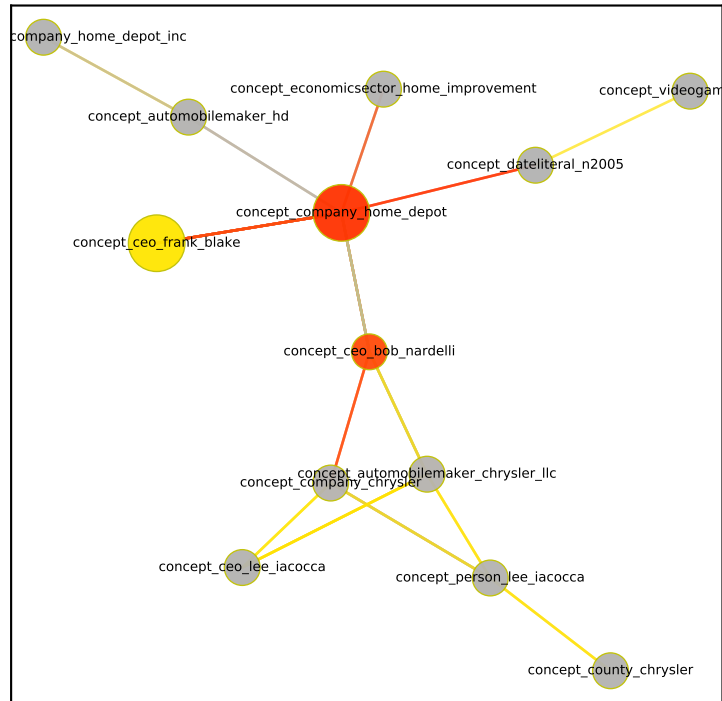 company_home_depot_inc
concept_economicsector_home_improvement
concept_videogam
concept_automobilemaker_hd
concept_dateliteral_n2005
concept_company_home_depot
concept_ceo_frank_blake
concept_ceo_bob_nardelli
concept_automobilemaker_chrysler_llc
concept_company_chrysler
concept_ceo_lee_iacocca
concept_person_lee_iacocca
concept_county_chrysler